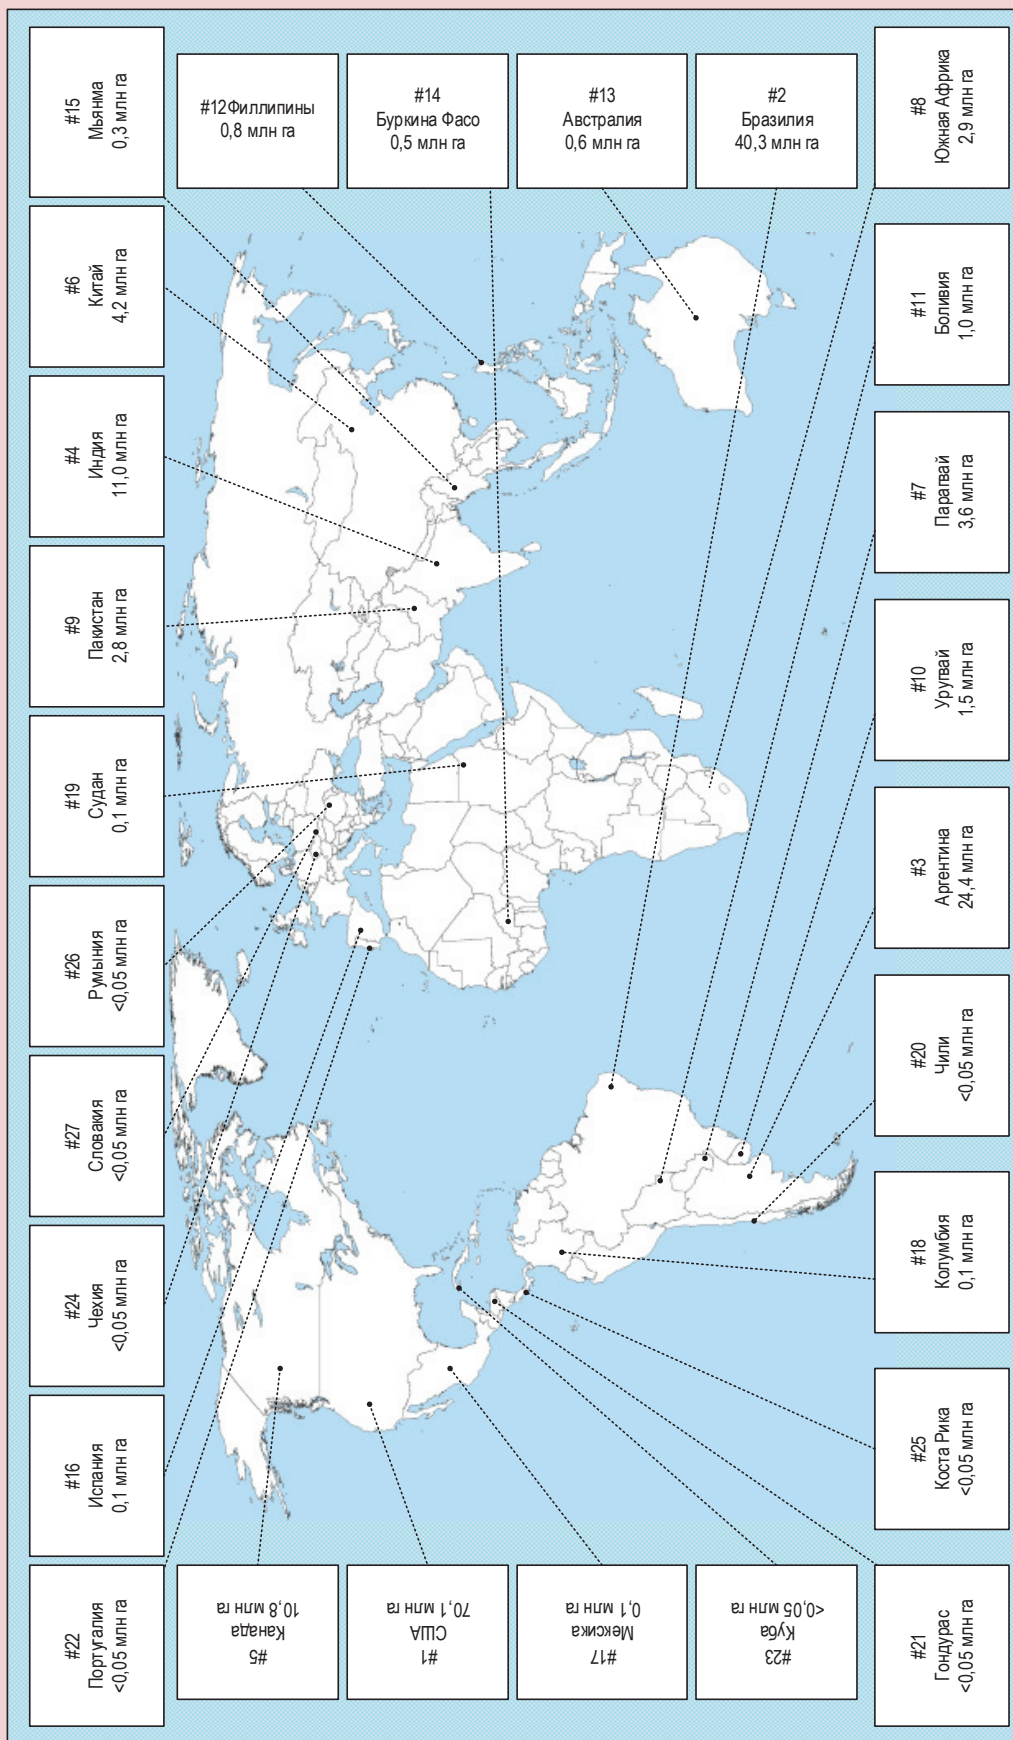 #22
Португалия
<0,05 млн га
#16
Испания
0,1 млн га
#24
Чехия
<0,05 млн га
#27
Словакия
<0,05 млн га
#26
Румыния
<0,05 млн га
#19
Судан
0,1 млн га
#9
Пакистан
2,8 млн га
#4
Индия
11,0 млн га
#6
Китай
4,2 млн га
#15
Мьянма
0,3 млн га
#12Филлипины
0,8 млн га
#14
Буркина Фасо
0,5 млн га
#13
Австралия
0,6 млн га
#2
Бразилия
40,3 млн га
#5
Канада
10,8 млн га
#1
США
70,1 млн га
#17
Мексика
0,1 млн га
#23
Куба
<0,05 млн га
#21
Гондурас
<0,05 млн га
#25
Коста Рика
<0,05 млн га
#18
Колумбия
0,1 млн га
#20
Чили
<0,05 млн га
#3
Аргентина
24,4 млн га
#10
Уругвай
1,5 млн га
#7
Парагвай
3,6 млн га
#11
Боливия
1,0 млн га
#8
Южная Африка
2,9 млн га